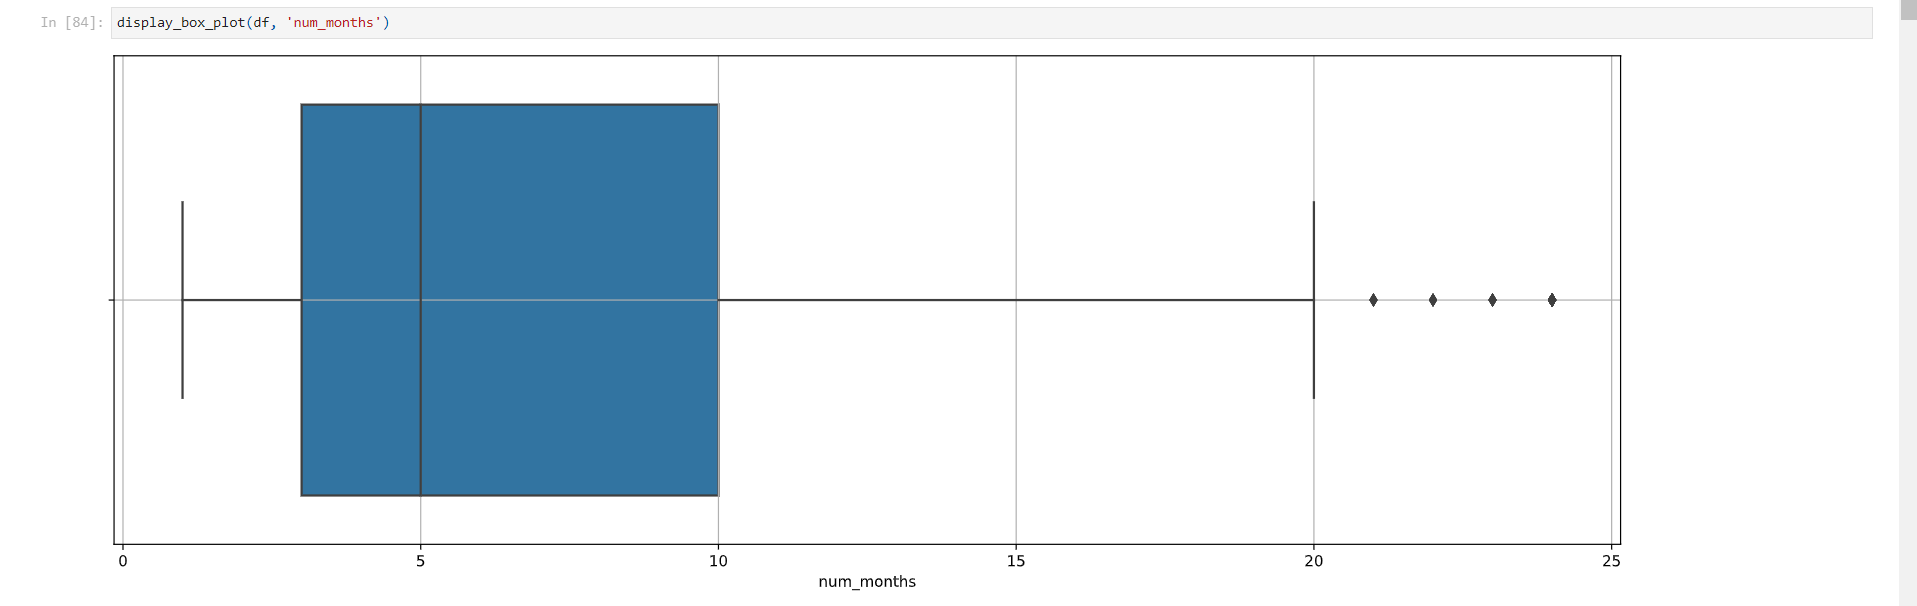 In [84]: display_box_plot(df, 'num_months')
0 5 10 15 20 25
num_months